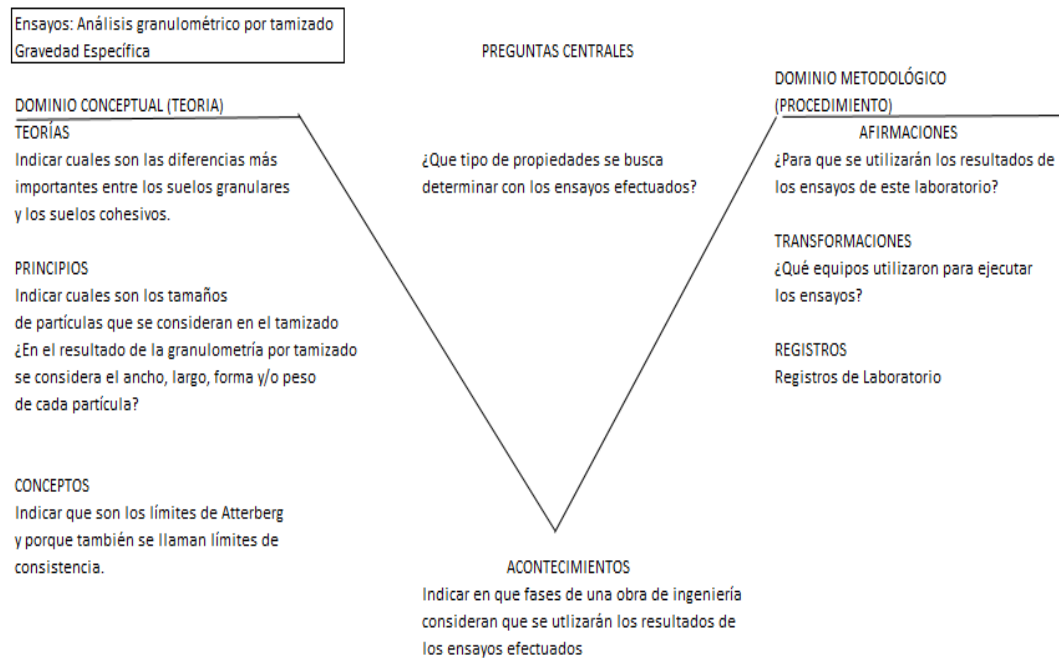 Ensayos: Análisis granulométrico por tamizado
Gravedad Específica
PREGUNTAS CENTRALES
DOMINIO CONCEPTUAL (TEORIA)
TEORÍAS
Indicar cuales son las diferencias más
importantes entre los suelos granulares
y los suelos cohesivos.
PRINCIPIOS
Indicar cuales son los tamaños
de partículas que se consideran en el tamizado
¿En el resultado de la granulometría por tamizado
se considera el ancho, largo, forma y/o peso
de cada partícula?
CONCEPTOS
Indicar que son los límites de Atterberg
y porque también se llaman límites de
consistencia.
¿Que tipo de propiedades se busca
determinar con los ensayos efectuados?
ACONTECIMIENTOS
Indicar en que fases de una obra de ingeniería
consideran que se utlizarán los resultados de
los ensayos efectuados
DOMINIO METODOLÓGICO
(PROCEDIMIENTO)
AFIRMACIONES
¿Para que se utilizarán los resultados de
los ensayos de este laboratorio?
TRANSFORMACIONES
¿Qué equipos utilizaron para ejecutar
los ensayos?
REGISTROS
Registros de Laboratorio